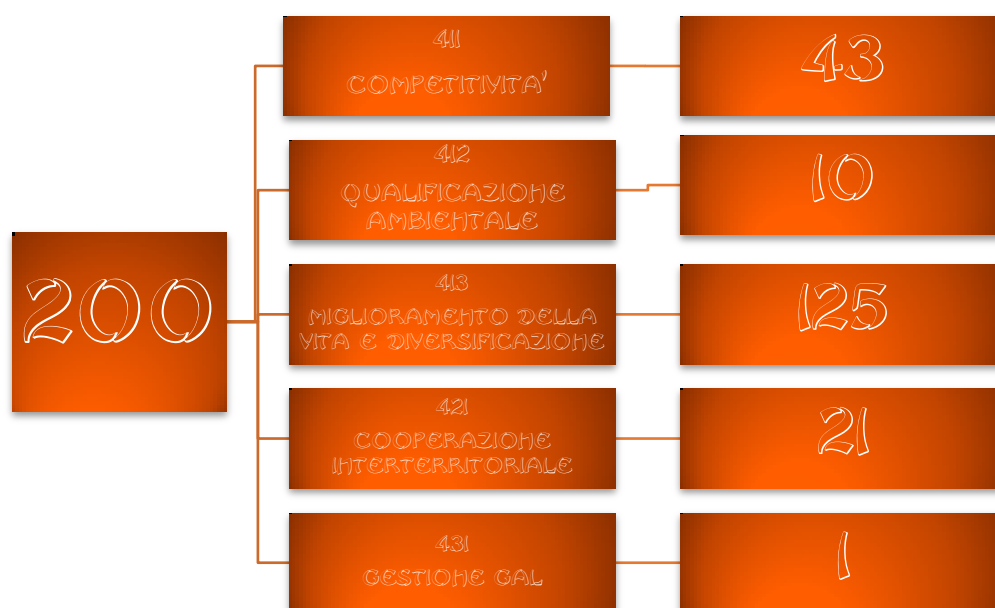 200
411
COMPETITIVITA'
43
412
QUALIFICAZIONE
AMBIENTALE
10
413
MIGLIORAMENTO DELLA
VITA E DIVERSIFICAZIONE
125
421
COOPERAZIONE
INTERTERRITORIALE
21
431
GESTIONE GAL
1